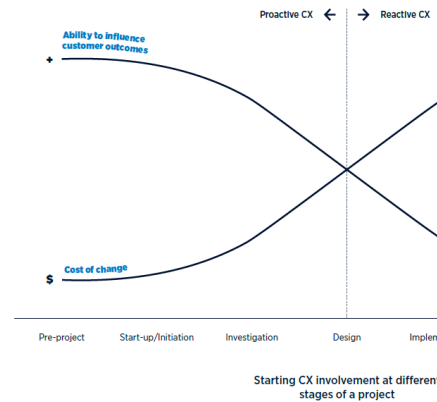 Proactive CX ← → Reactive CX
Ability to influence
customer outcomes
+
Cost of change
$
Pre-project Start-up/Initiation Investigation Design Implem
Starting CX involvement at different
stages of a project